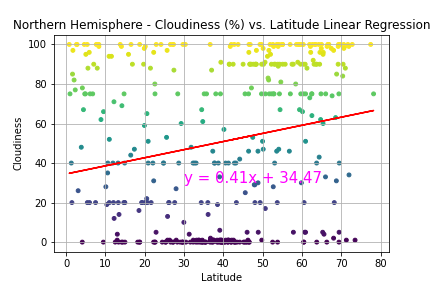 Northern Hemisphere - Cloudiness (%) vs. Latitude Linear Regression
100
80
60
40
20
0
Cloudiness
y = 0.41x + 34.47
0 10 20 30 40 50 60 70 80
Latitude